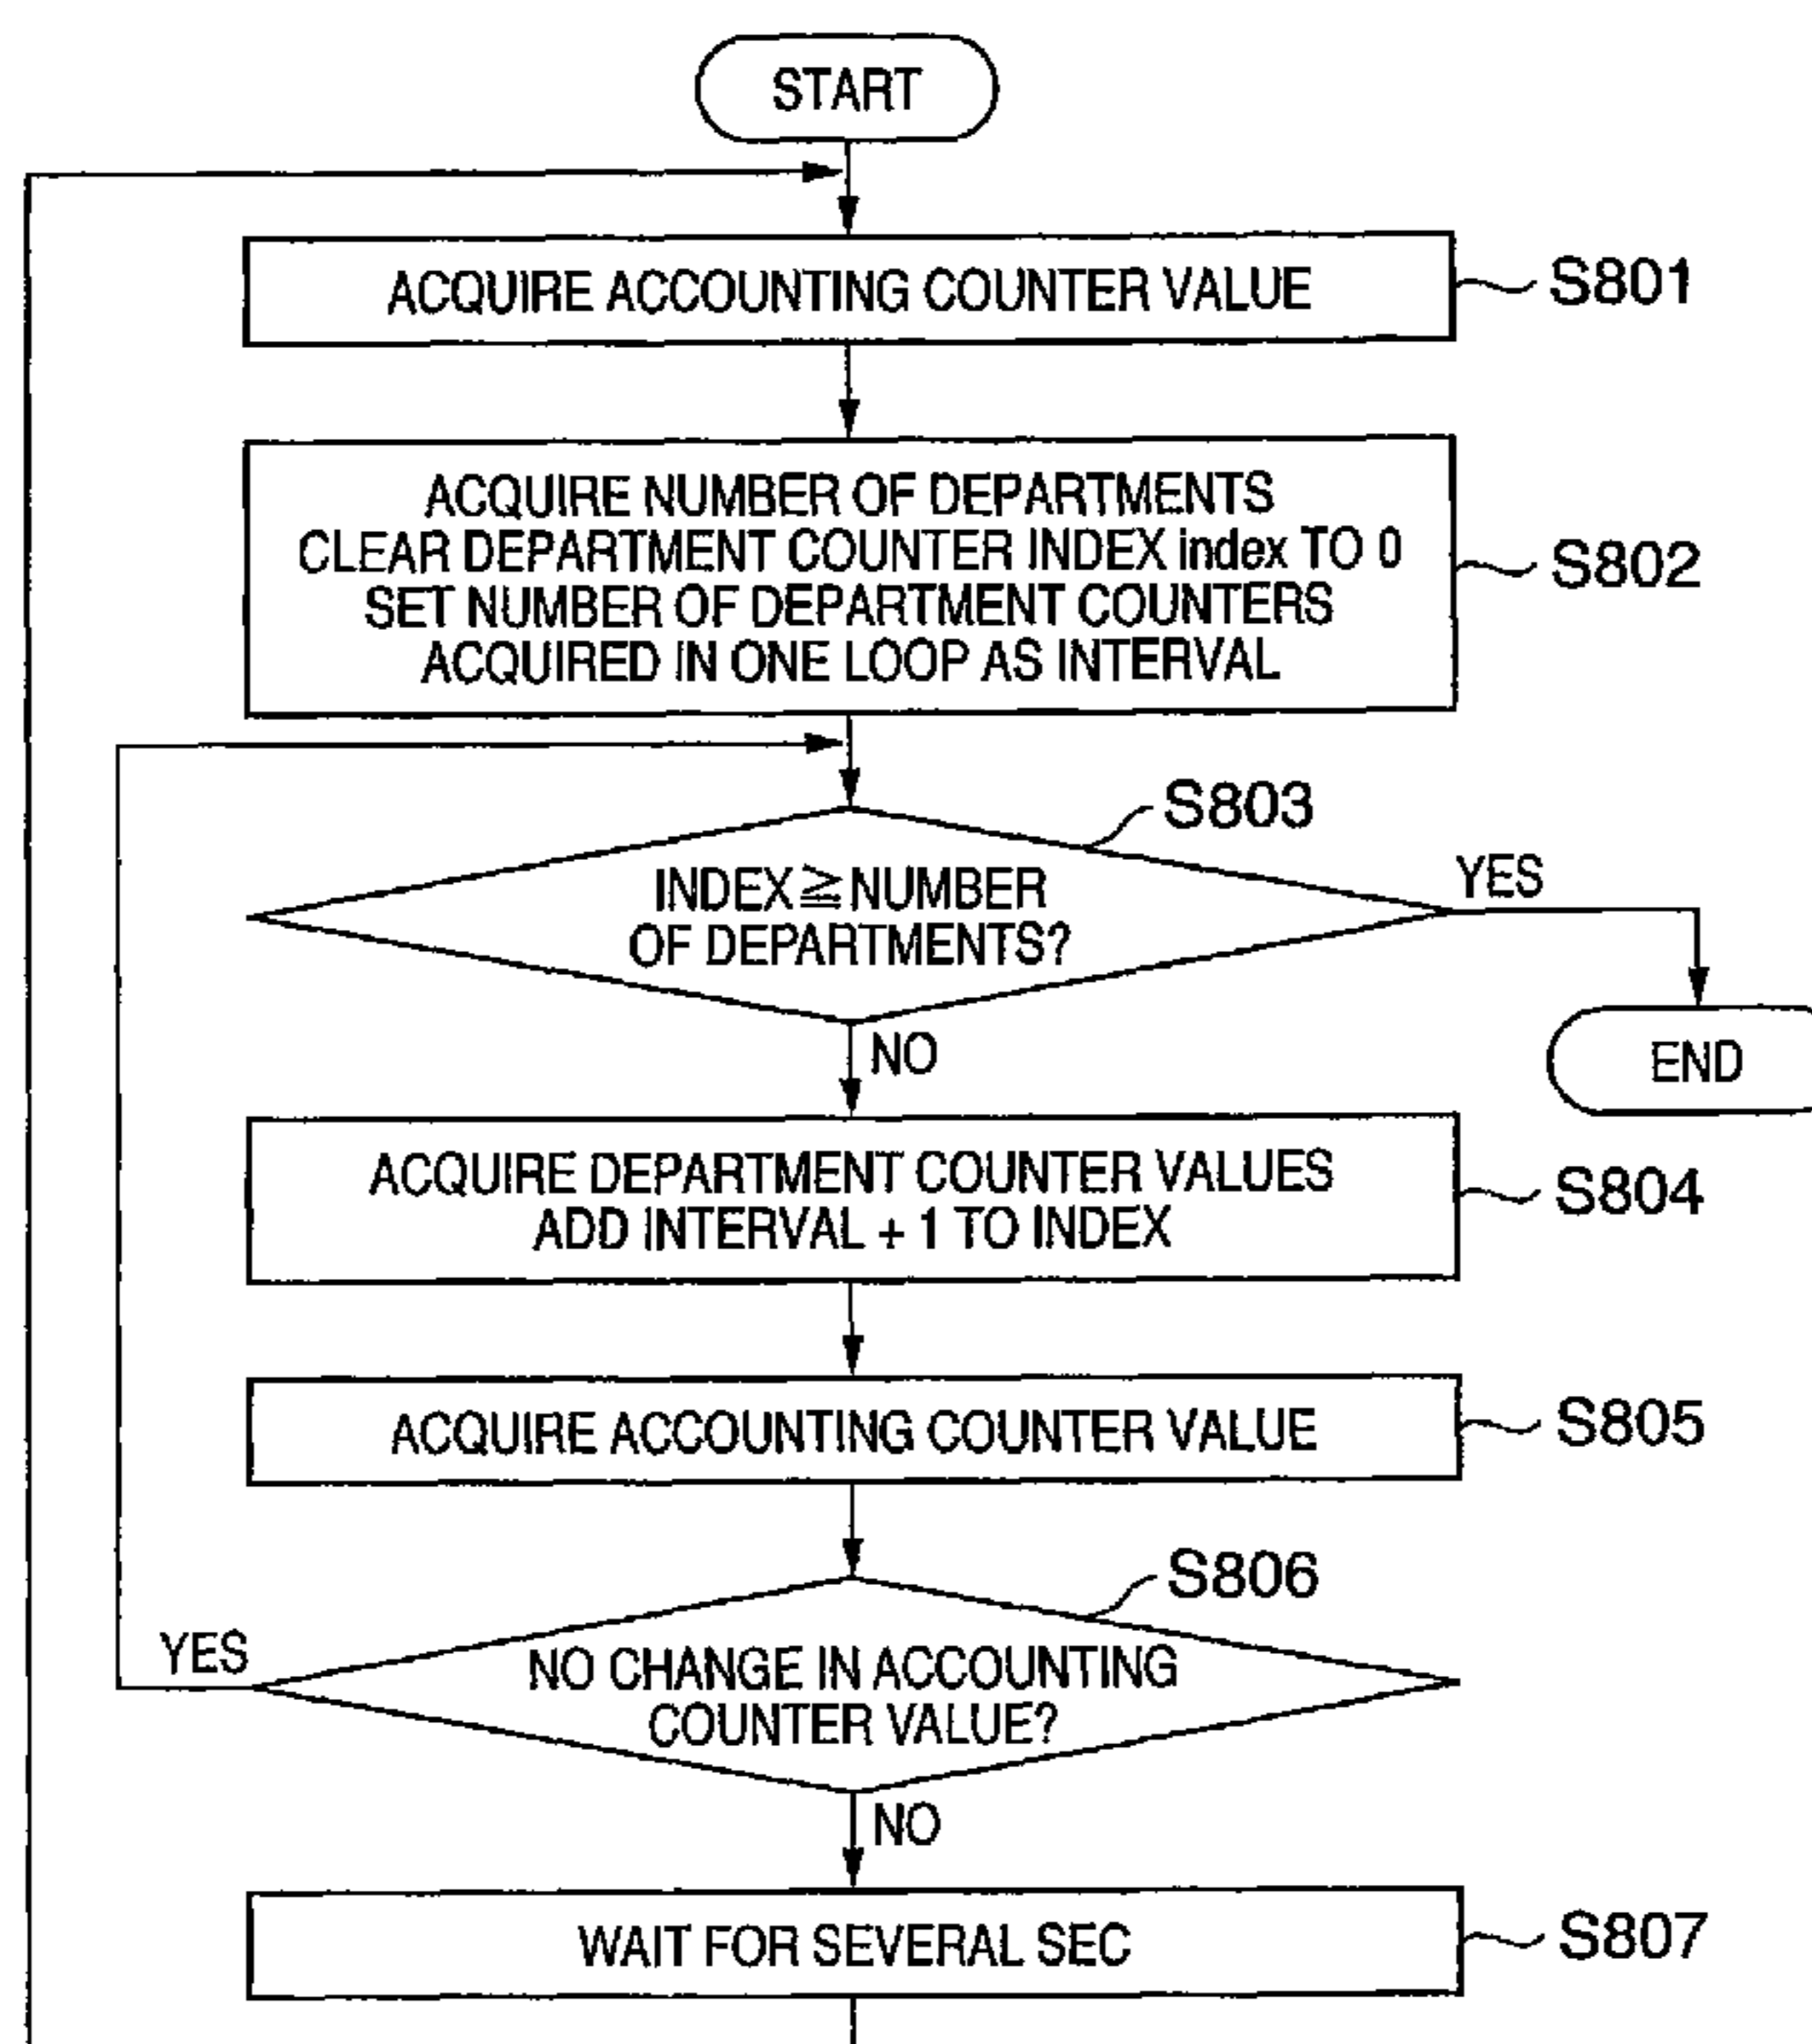 START
ACQUIRE ACCOUNTING COUNTER VALUE
S801
ACQUIRE NUMBER OF DEPARTMENTS
CLEAR DEPARTMENT COUNTER INDEX index TO 0
SET NUMBER OF DEPARTMENT COUNTERS
ACQUIRED IN ONE LOOP AS INTERVAL
S802
S803
INDEX≧NUMBER
OF DEPARTMENTS?
YES
NO
END
ACQUIRE DEPARTMENT COUNTER VALUES
ADD INTERVAL + 1 TO INDEX
S804
ACQUIRE ACCOUNTING COUNTER VALUE
S805
S806
NO CHANGE IN ACCOUNTING
COUNTER VALUE?
YES
NO
WAIT FOR SEVERAL SEC
S807